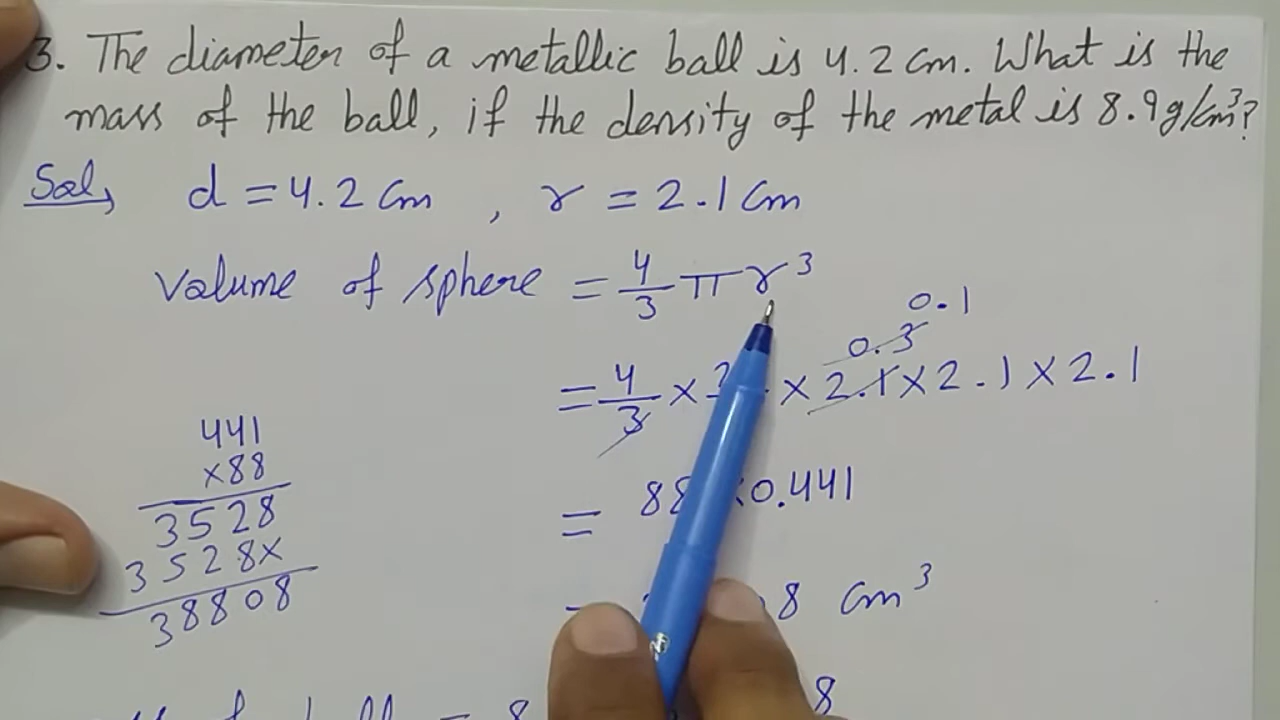 3. The diameter of a metallic ball is 4.2 cm. What is the
mass of the ball, if the density of the metal is 8.9 g/cm³?
Sol, d = 4.2 cm , r = 2.1 cm
Volume of sphere = 4/3 π r³
0.1
0.3
= 4/3 × × 2.1 × 2.1 × 2.1
= 88 × 0.441
= 8 cm³
441
×88
3528
3528×
38808
= 8 8